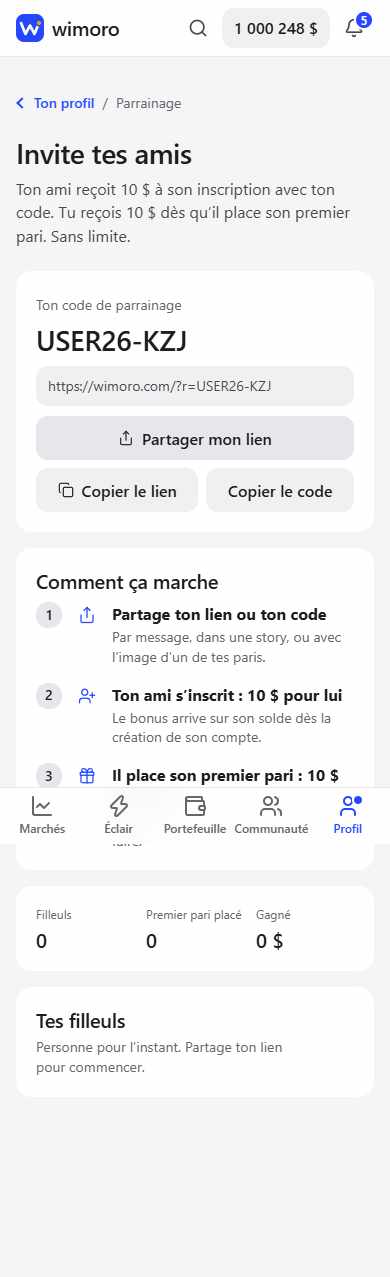 wimoro
1 000 248 $
5
Ton profil / Parrainage
Invite tes amis
Ton ami reçoit 10 $ à son inscription avec ton
code. Tu reçois 10 $ dès qu’il place son premier
pari. Sans limite.
Ton code de parrainage
USER26-KZJ
https://wimoro.com/?r=USER26-KZJ
Partager mon lien
Copier le lien
Copier le code
Comment ça marche
1
Partage ton lien ou ton code
Par message, dans une story, ou avec
l’image d’un de tes paris.
2
Ton ami s’inscrit : 10 $ pour lui
Le bonus arrive sur son solde dès la
création de son compte.
3
Il place son premier pari : 10 $
Marchés
Éclair
Portefeuille
Communauté
Profil
Filleuls
Premier pari placé
Gagné
0
0
0 $
Tes filleuls
Personne pour l’instant. Partage ton lien
pour commencer.